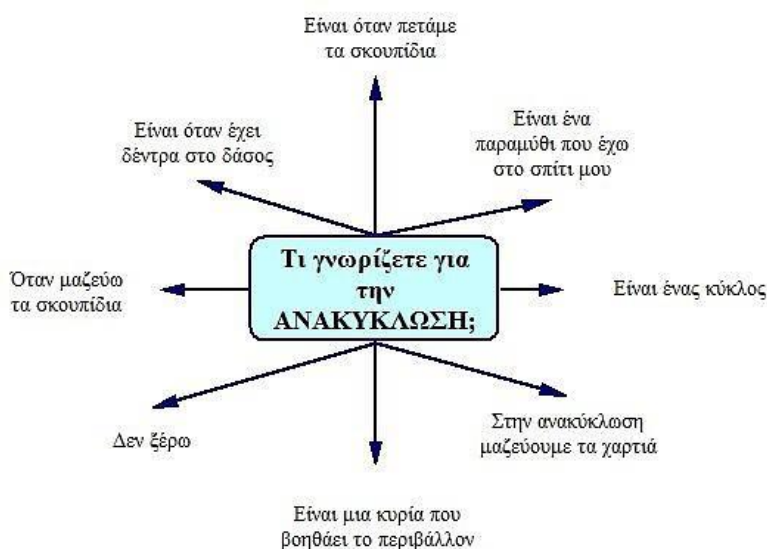 Είναι όταν πετάμε
τα σκουπίδια
Είναι όταν έχει
δέντρα στο δάσος
Είναι ένα
παραμύθι που έχω
στο σπίτι μου
Όταν μαζεύω
τα σκουπίδια
Τι γνωρίζετε για
την
ΑΝΑΚΥΚΛΩΣΗ;
Είναι ένας κύκλος
Δεν ξέρω
Στην ανακύκλωση
μαζεύουμε τα χαρτιά
Είναι μια κυρία που
βοηθάει το περιβάλλον